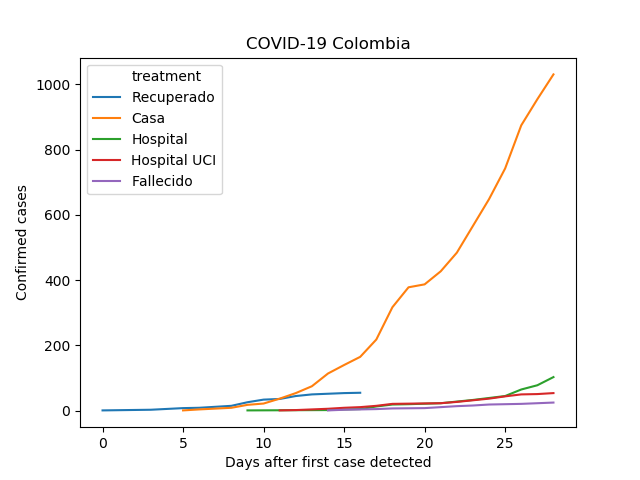 COVID-19 Colombia
treatment
Recuperado
Casa
Hospital
Hospital UCI
Fallecido
Confirmed cases
1000
800
600
400
200
0
0 5 10 15 20 25
Days after first case detected